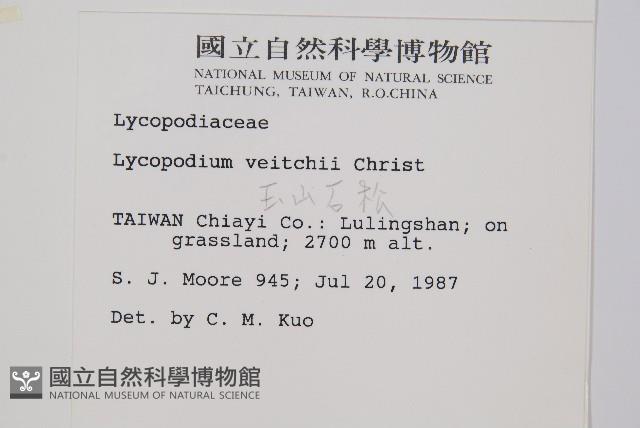 國立自然科學博物館
NATIONAL MUSEUM OF NATURAL SCIENCE
TAICHUNG, TAIWAN, R.O.CHINA
Lycopodiaceae
Lycopodium veitchii Christ
玉山石松
TAIWAN Chiayi Co.: Lulingshan; on
grassland; 2700 m alt.
S. J. Moore 945; Jul 20, 1987
Det. by C. M. Kuo
國立自然科學博物館
NATIONAL MUSEUM OF NATURAL SCIENCE